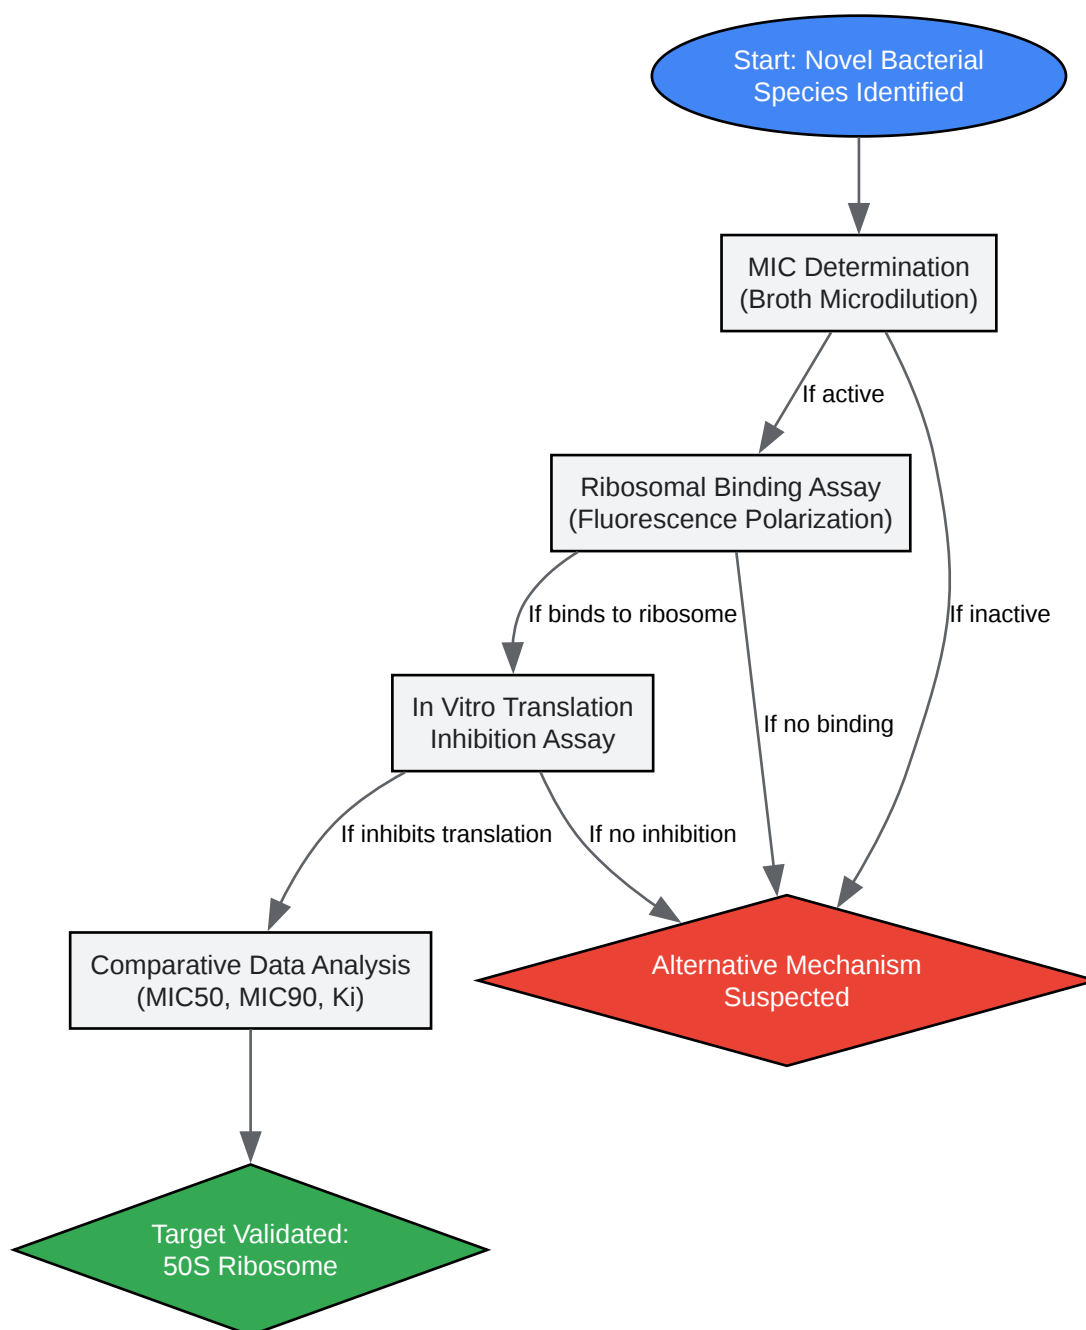 Start: Novel Bacterial
Species Identified
MIC Determination
(Broth Microdilution)
If active
Ribosomal Binding Assay
(Fluorescence Polarization)
If binds to ribosome
If inactive
In Vitro Translation
Inhibition Assay
If no binding
If inhibits translation
If no inhibition
Comparative Data Analysis
(MIC50, MIC90, Ki)
Alternative Mechanism
Suspected
Target Validated:
50S Ribosome